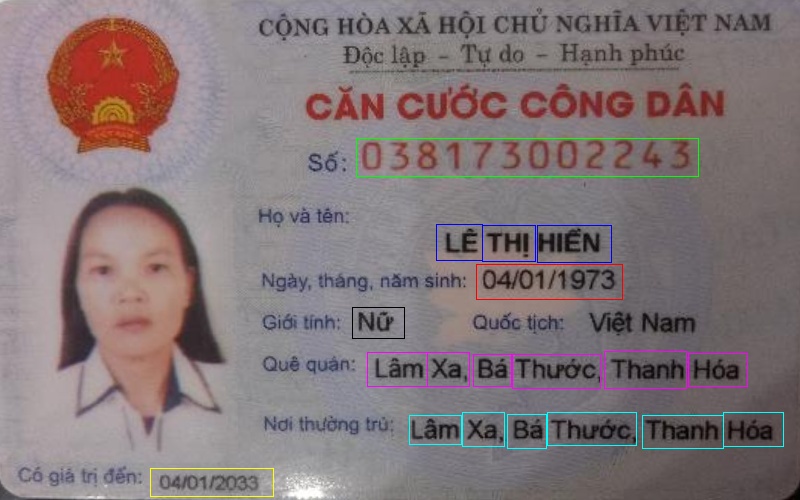 CỘNG HÒA XÃ HỘI CHỦ NGHĨA VIỆT NAM
Độc lập - Tự do - Hạnh phúc
CĂN CƯỚC CÔNG DÂN
Số: 038173002243
Họ và tên:
LÊ THỊ HIỀN
Ngày, tháng, năm sinh: 04/01/1973
Giới tính: Nữ Quốc tịch: Việt Nam
Quê quán: Lâm Xa, Bá Thước, Thanh Hóa
Nơi thường trú: Lâm Xa, Bá Thước, Thanh Hóa
Có giá trị đến: 04/01/2033